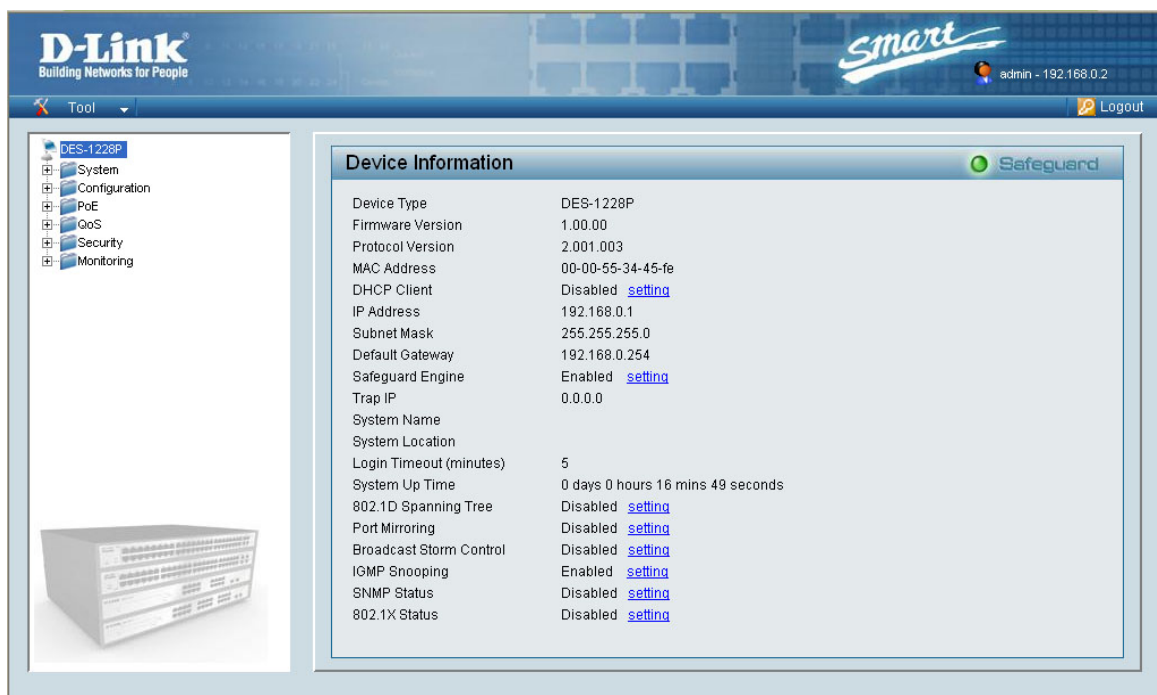 D-Link®
Building Networks for People
smart
admin - 192.168.0.2
Tool
Logout
DES-1228P
System
Configuration
PoE
QoS
Security
Monitoring
Device Information
Safeguard
Device Type DES-1228P
Firmware Version 1.00.00
Protocol Version 2.001.003
MAC Address 00-00-55-34-45-fe
DHCP Client Disabled setting
IP Address 192.168.0.1
Subnet Mask 255.255.255.0
Default Gateway 192.168.0.254
Safeguard Engine Enabled setting
Trap IP 0.0.0.0
System Name
System Location
Login Timeout (minutes) 5
System Up Time 0 days 0 hours 16 mins 49 seconds
802.1D Spanning Tree Disabled setting
Port Mirroring Disabled setting
Broadcast Storm Control Disabled setting
IGMP Snooping Enabled setting
SNMP Status Disabled setting
802.1X Status Disabled setting